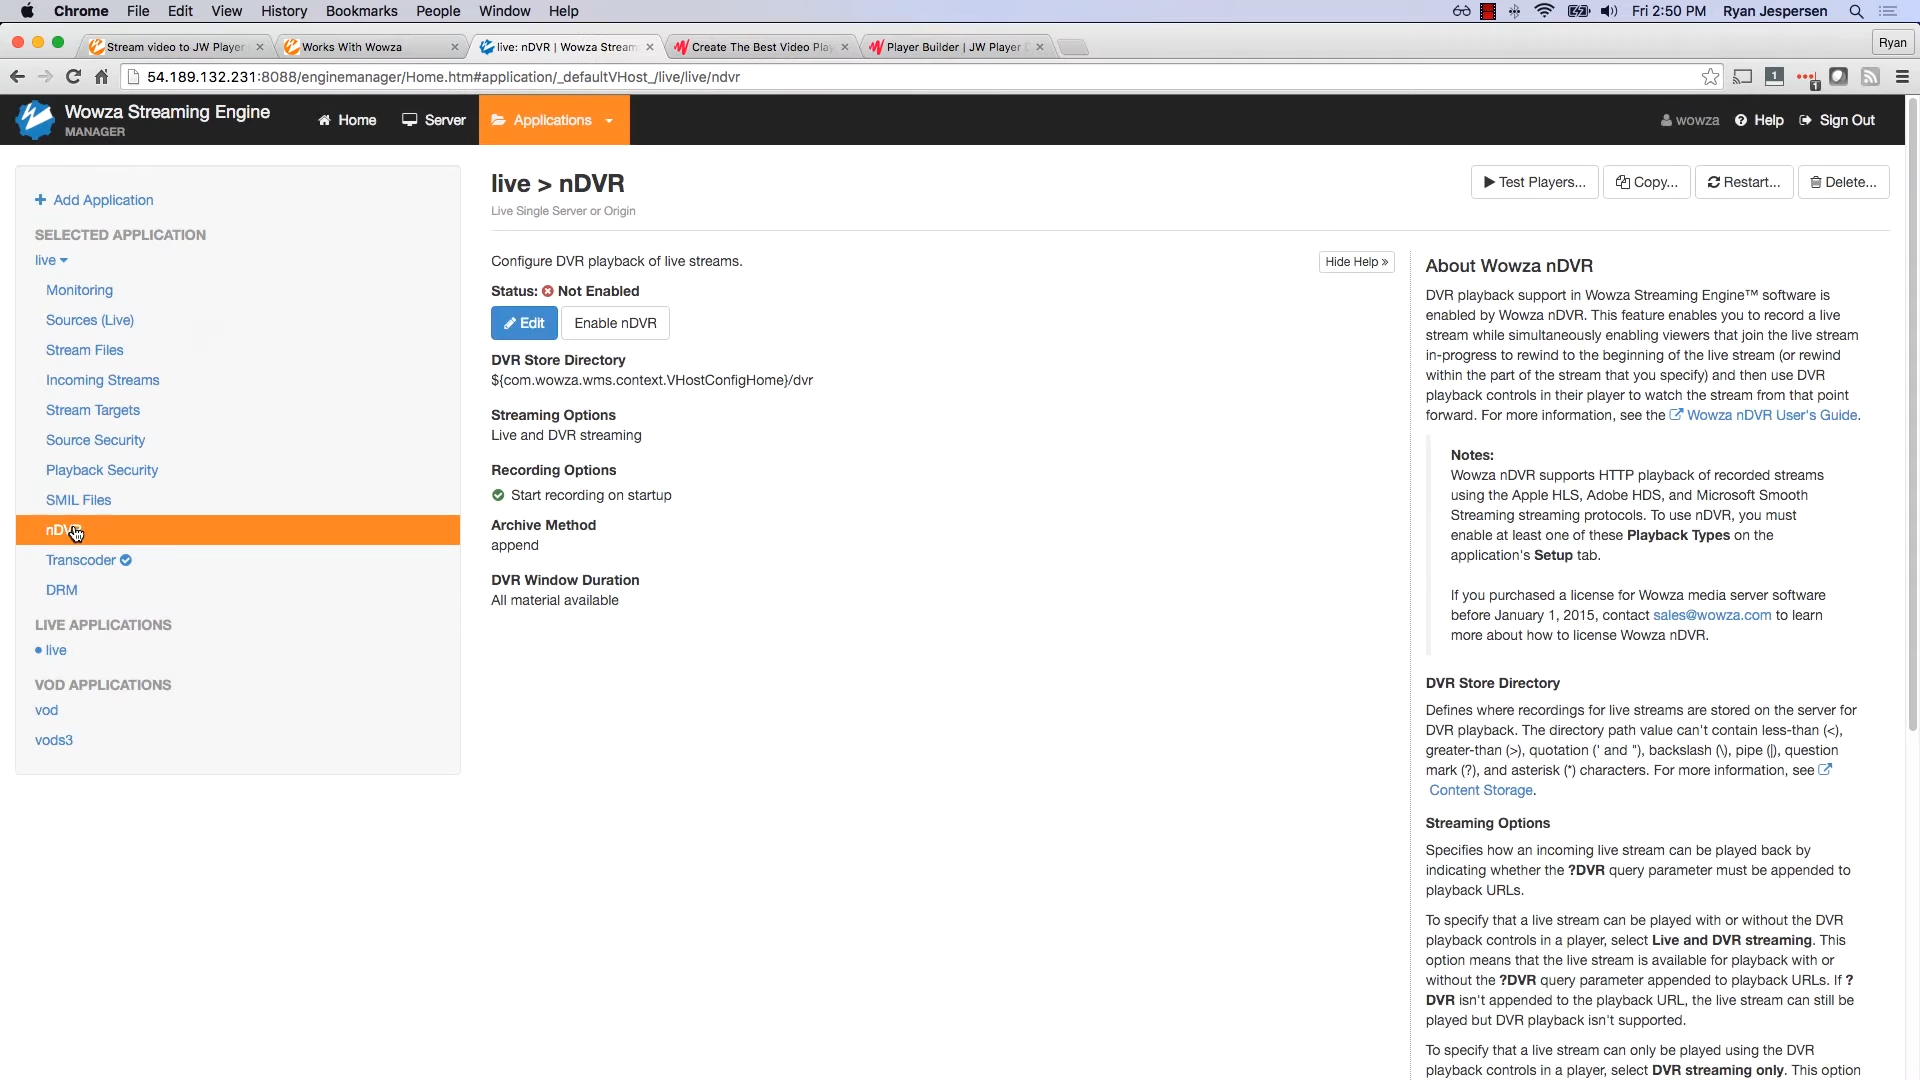 Chrome File Edit View History Bookmarks People Window Help Fri 2:50 PM Ryan Jespersen
Stream video to JW Player Works With Wowza live: nDVR | Wowza Stream Create The Best Video Play Player Builder | JW Player Ryan
54.189.132.231:8088/enginemanager/Home.htm#application/_defaultVHost_/live/live/ndvr 1 1
Wowza Streaming Engine
MANAGER
Home Server Applications wowza Help Sign Out
Add Application
SELECTED APPLICATION
live
Monitoring
Sources (Live)
Stream Files
Incoming Streams
Stream Targets
Source Security
Playback Security
SMIL Files
nDVR
Transcoder
DRM
LIVE APPLICATIONS
live
VOD APPLICATIONS
vod
vods3
live > nDVR
Live Single Server or Origin
Test Players... Copy... Restart... Delete...
Configure DVR playback of live streams.
Hide Help »
Status: Not Enabled
Edit Enable nDVR
DVR Store Directory
${com.wowza.wms.context.VHostConfigHome}/dvr
Streaming Options
Live and DVR streaming
Recording Options
Start recording on startup
Archive Method
append
DVR Window Duration
All material available
About Wowza nDVR
DVR playback support in Wowza Streaming Engine™ software is
enabled by Wowza nDVR. This feature enables you to record a live
stream while simultaneously enabling viewers that join the live stream
in-progress to rewind to the beginning of the live stream (or rewind
within the part of the stream that you specify) and then use DVR
playback controls in their player to watch the stream from that point
forward. For more information, see the Wowza nDVR User's Guide.
Notes:
Wowza nDVR supports HTTP playback of recorded streams
using the Apple HLS, Adobe HDS, and Microsoft Smooth
Streaming streaming protocols. To use nDVR, you must
enable at least one of these Playback Types on the
application's Setup tab.
If you purchased a license for Wowza media server software
before January 1, 2015, contact sales@wowza.com to learn
more about how to license Wowza nDVR.
DVR Store Directory
Defines where recordings for live streams are stored on the server for
DVR playback. The directory path value can't contain less-than (<),
greater-than (>), quotation (' and "), backslash (\), pipe (|), question
mark (?), and asterisk (*) characters. For more information, see
Content Storage.
Streaming Options
Specifies how an incoming live stream can be played back by
indicating whether the ?DVR query parameter must be appended to
playback URLs.
To specify that a live stream can be played with or without the DVR
playback controls in a player, select Live and DVR streaming. This
option means that the live stream is available for playback with or
without the ?DVR query parameter appended to playback URLs. If ?
DVR isn't appended to the playback URL, the live stream can still be
played but DVR playback isn't supported.
To specify that a live stream can only be played using the DVR
playback controls in a player, select DVR streaming only. This option